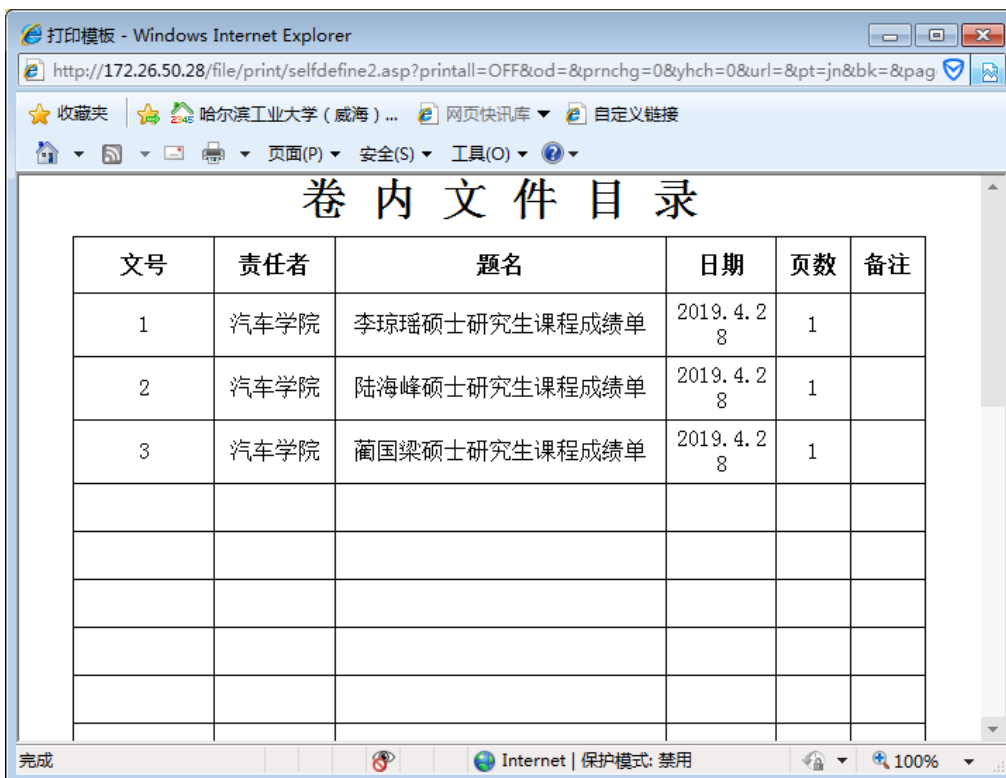 打印模板 - Windows Internet Explorer
http://172.26.50.28/file/print/selfdefine2.asp?printall=OFF&od=&prnchg=0&yhch=0&url=&pt=jn&bk=&pag
收藏夹 2345 哈尔滨工业大学（威海）... 网页快讯库 自定义链接
页面(P) 安全(S) 工具(O)
卷内文件目录
文号 责任者 题名 日期 页数 备注
1 汽车学院 李琼瑶硕士研究生课程成绩单 2019.4.2
8 1
2 汽车学院 陆海峰硕士研究生课程成绩单 2019.4.2
8 1
3 汽车学院 蔺国梁硕士研究生课程成绩单 2019.4.2
8 1
完成 Internet | 保护模式: 禁用 100%